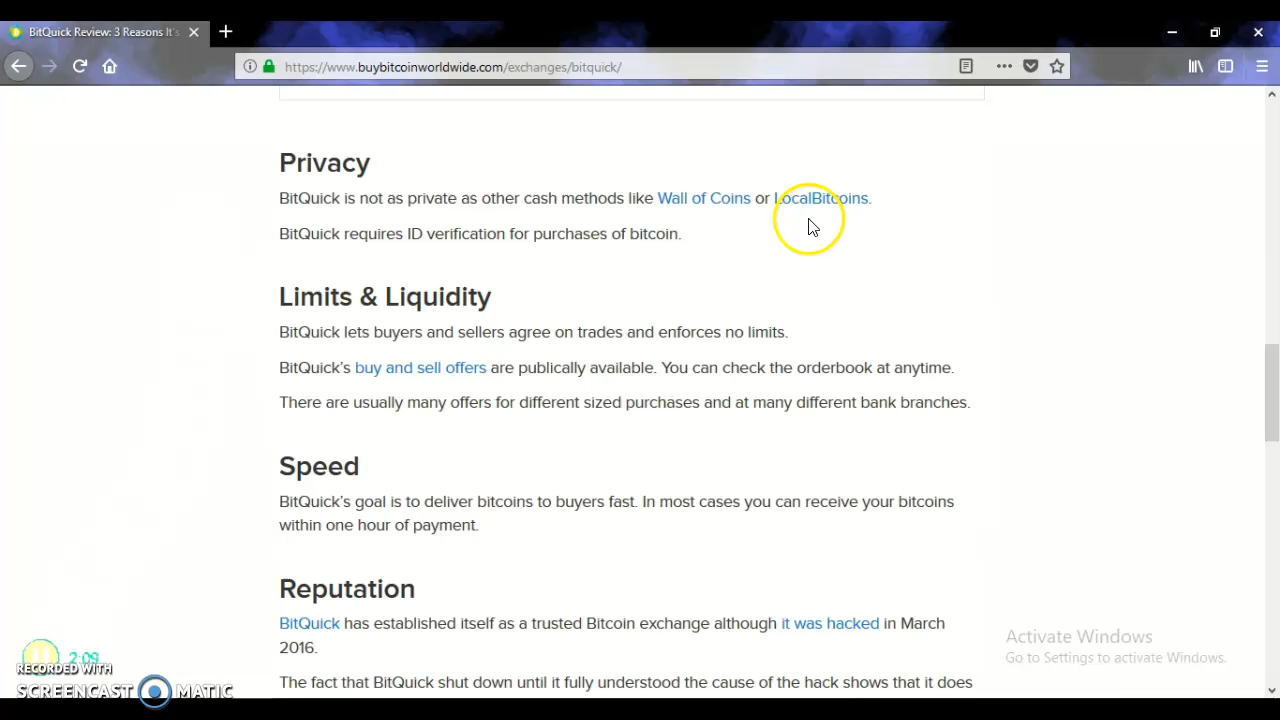 BitQuick Review: 3 Reasons It's
https://www.buybitcoinworldwide.com/exchanges/bitquick/
Privacy
BitQuick is not as private as other cash methods like Wall of Coins or LocalBitcoins.
BitQuick requires ID verification for purchases of bitcoin.
Limits & Liquidity
BitQuick lets buyers and sellers agree on trades and enforces no limits.
BitQuick's buy and sell offers are publically available. You can check the orderbook at anytime.
There are usually many offers for different sized purchases and at many different bank branches.
Speed
BitQuick's goal is to deliver bitcoins to buyers fast. In most cases you can receive your bitcoins
within one hour of payment.
Reputation
BitQuick has established itself as a trusted Bitcoin exchange although it was hacked in March
2016.
The fact that BitQuick shut down until it fully understood the cause of the hack shows that it does
Activate Windows
Go to Settings to activate Windows.
2:09
RECORDED WITH
SCREENCAST MATIC